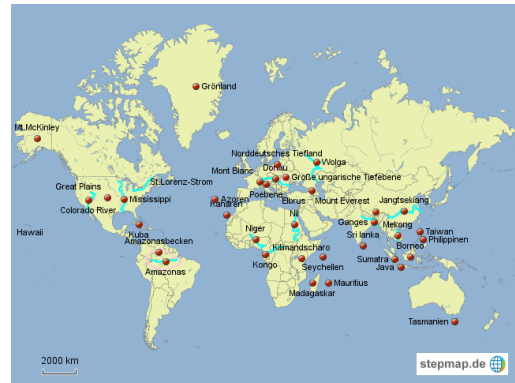 Grönland
Mt.McKinley
Norddeutsches Tiefland
Wolga
Mont Blanc
Donau
Große ungarische Tiefebene
Great Plains
St.Lorenz-Strom
Poebene
Elbrus
Mount Everest
Jangtsekiang
Colorado River
Mississippi
Azoren
Kanaren
Nil
Ganges
Hawaii
Kuba
Niger
Mekong
Taiwan
Sri lanka
Philippinen
Amazonasbecken
Kilimandscharo
Borneo
Amazonas
Kongo
Seychellen
Sumatra
Java
Madagaskar
Mauritius
Tasmanien
2000 km
stepmap.de